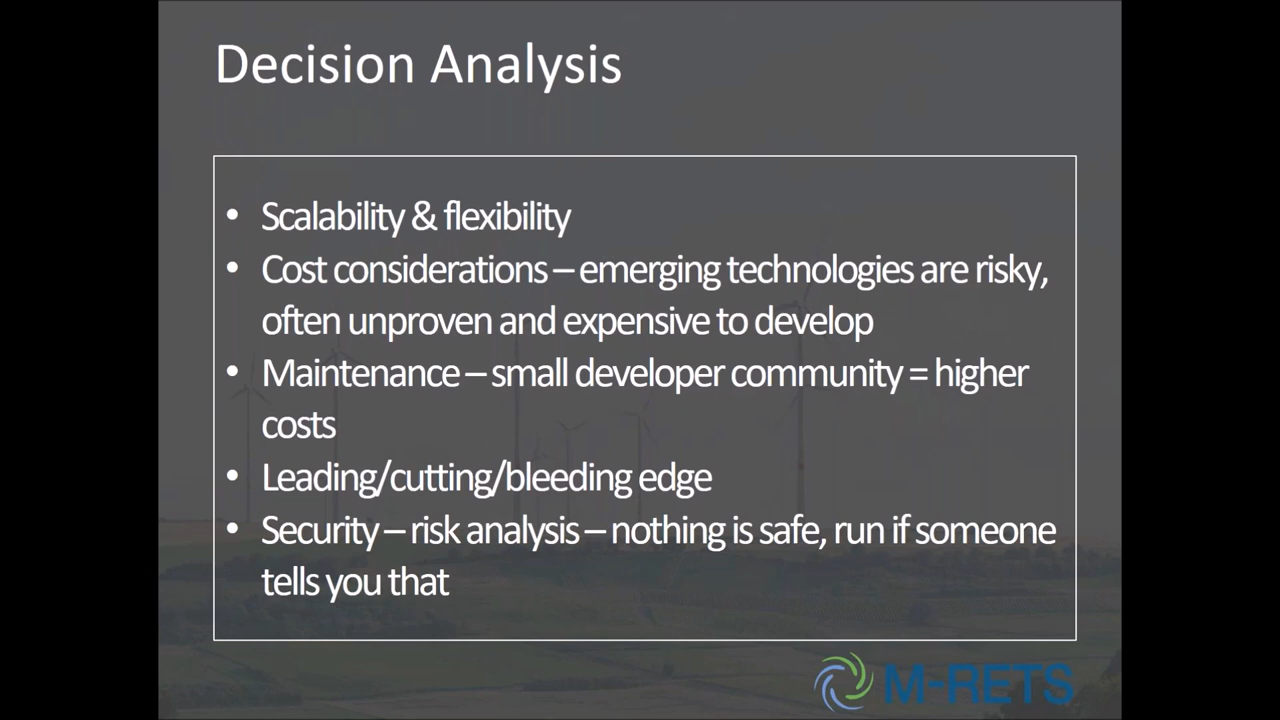 Decision Analysis
• Scalability & flexibility
• Cost considerations – emerging technologies are risky,
often unproven and expensive to develop
• Maintenance – small developer community = higher
costs
• Leading/cutting/bleeding edge
• Security – risk analysis – nothing is safe, run if someone
tells you that
M-RETS